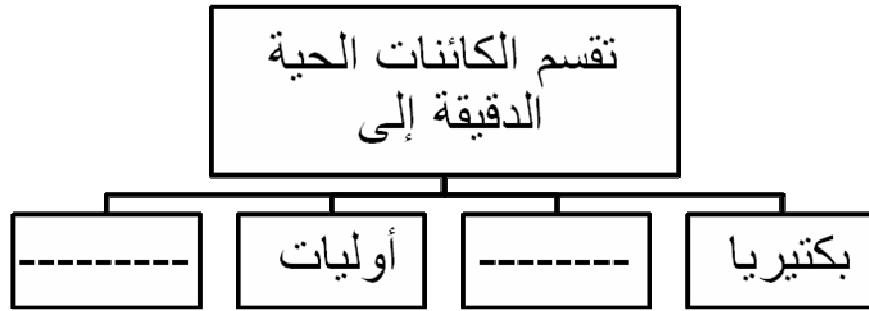 تقسم الكائنات الحية
الدقيقة إلى
بكتيريا
--------
أوليات
---------